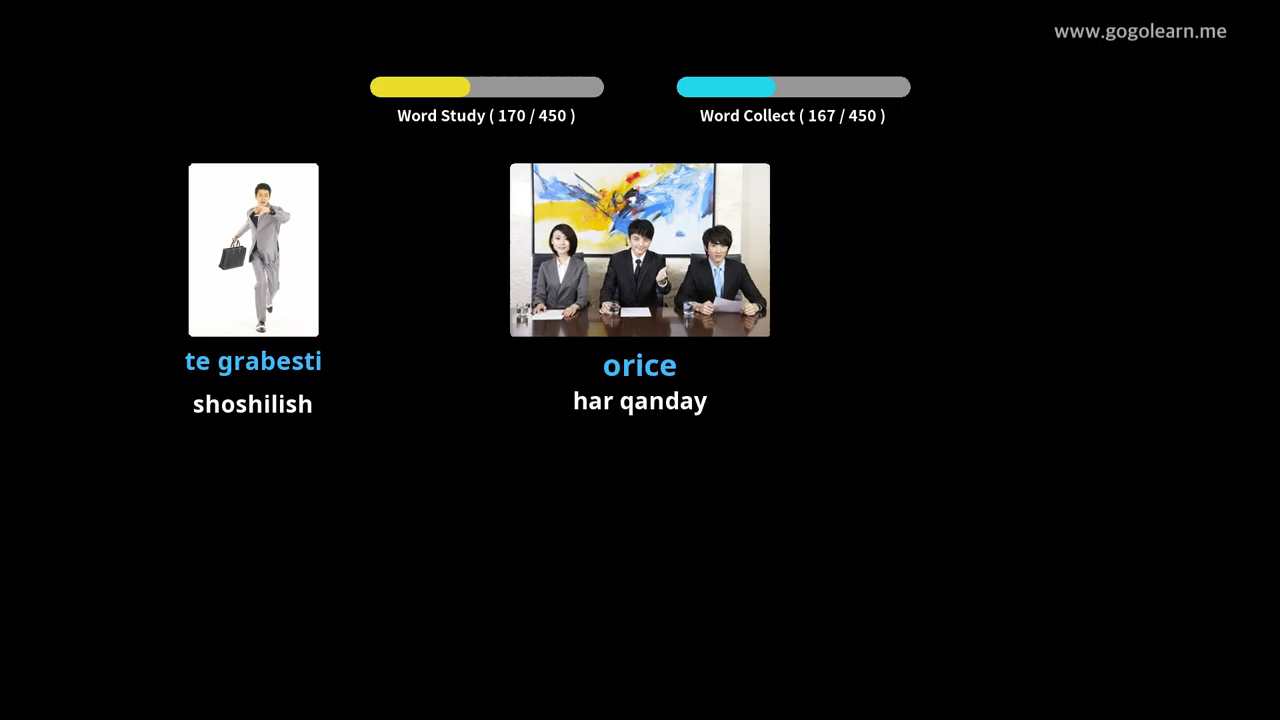 www.gogolearn.me
Word Study ( 170 / 450 )
Word Collect ( 167 / 450 )
te grabesti
shoshilish
orice
har qanday